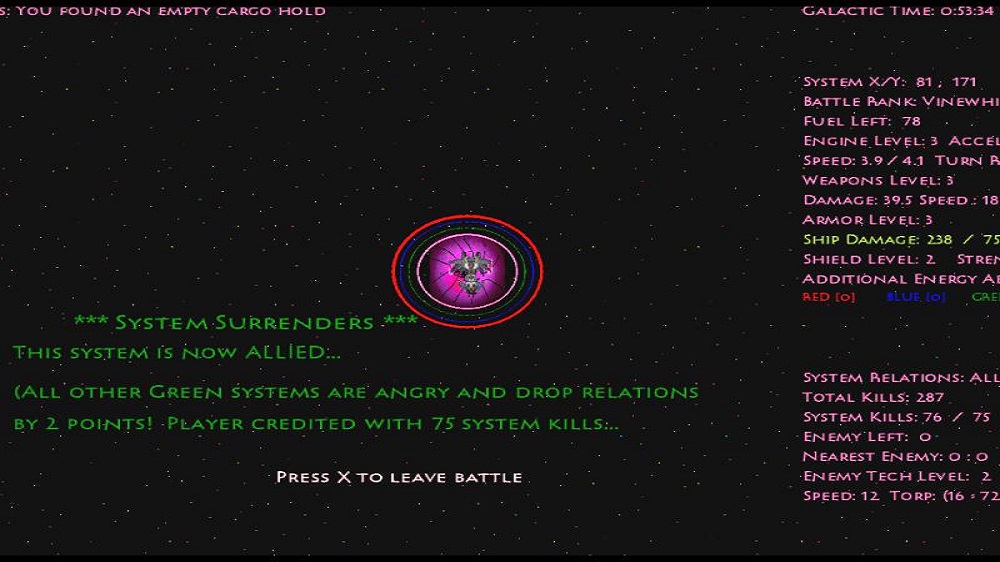 : You found an empty cargo hold
Galactic Time: 0:53:34
System X/Y: 81 ; 171
Battle Rank:
Fuel Left: 78
Engine Level: 3
Speed: 3.9 / 4.1 Turn
Weapons Level: 3
Damage: 39.5 Speed.: 18
Armor Level: 3
Ship Damage: 238 / 75
Shield Level: 2
Additional Energy
Red [0] Blue [0]
*** System Surrenders ***
This system is now ALLIED:..
(All other Green systems are angry and drop relations
by 2 points! Player credited with 75 system kills:..
Press X to leave battle
System Relations:
Total Kills: 287
System Kills: 76 / 75
Enemy Left: 0
Nearest Enemy: 0 : 0
Enemy Tech Level: 2
Speed: 12 Torp: (16 : 72